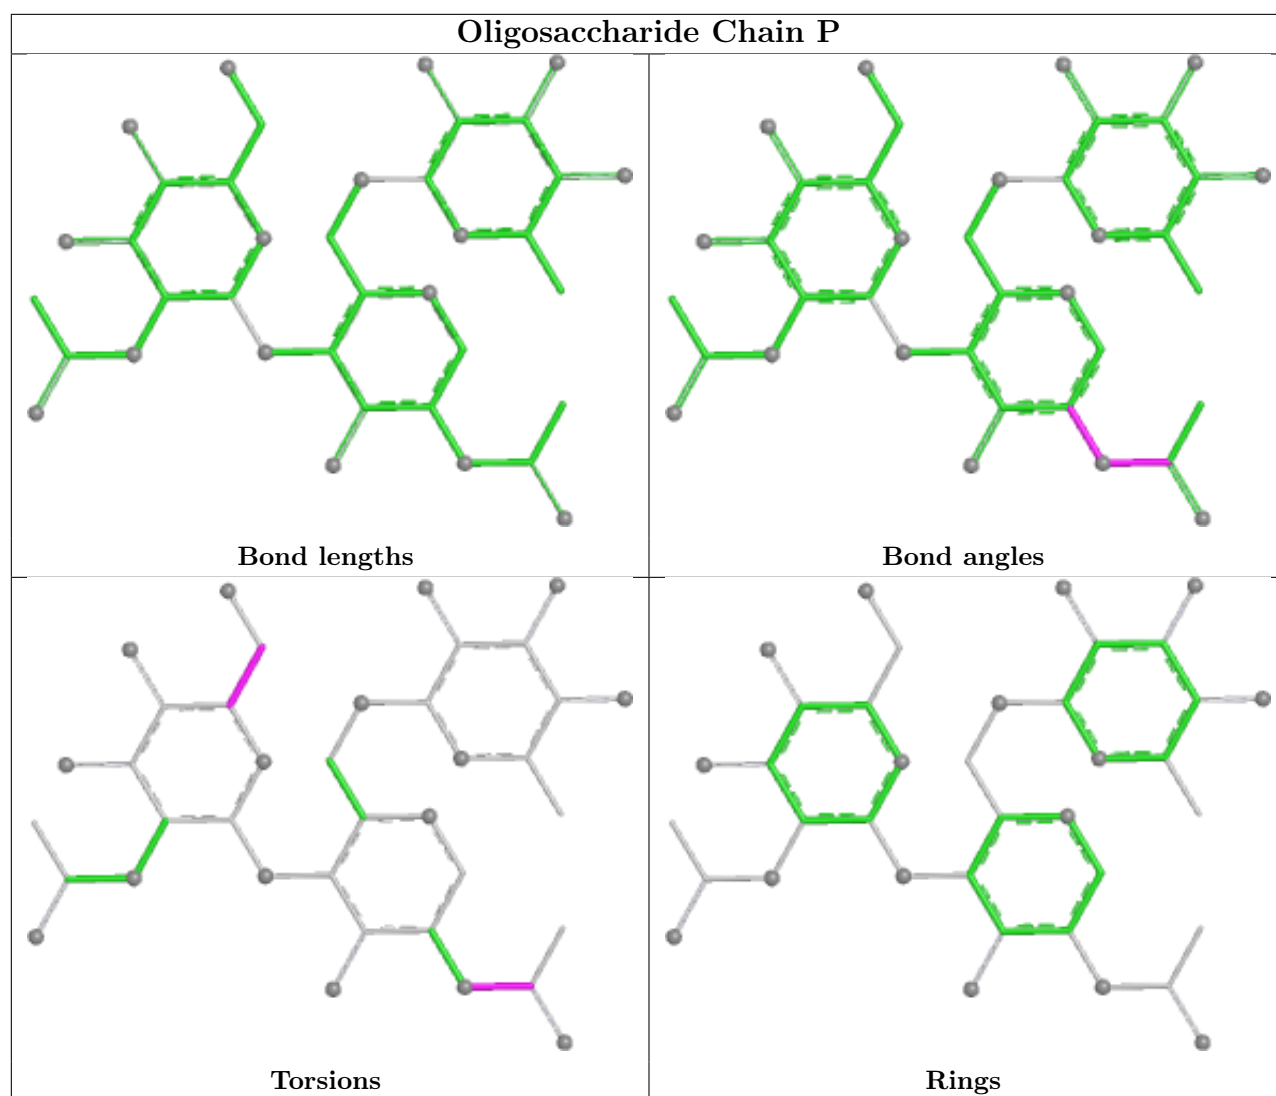 Oligosaccharide Chain P
Bond lengths
Bond angles
Torsions
Rings